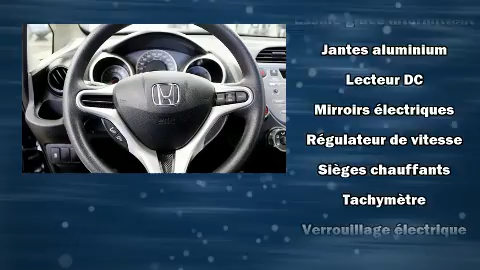 Jantes aluminium
Lecteur DC
Mirroirs électriques
Régulateur de vitesse
Sièges chauffants
Tachymètre
Verrouillage électrique